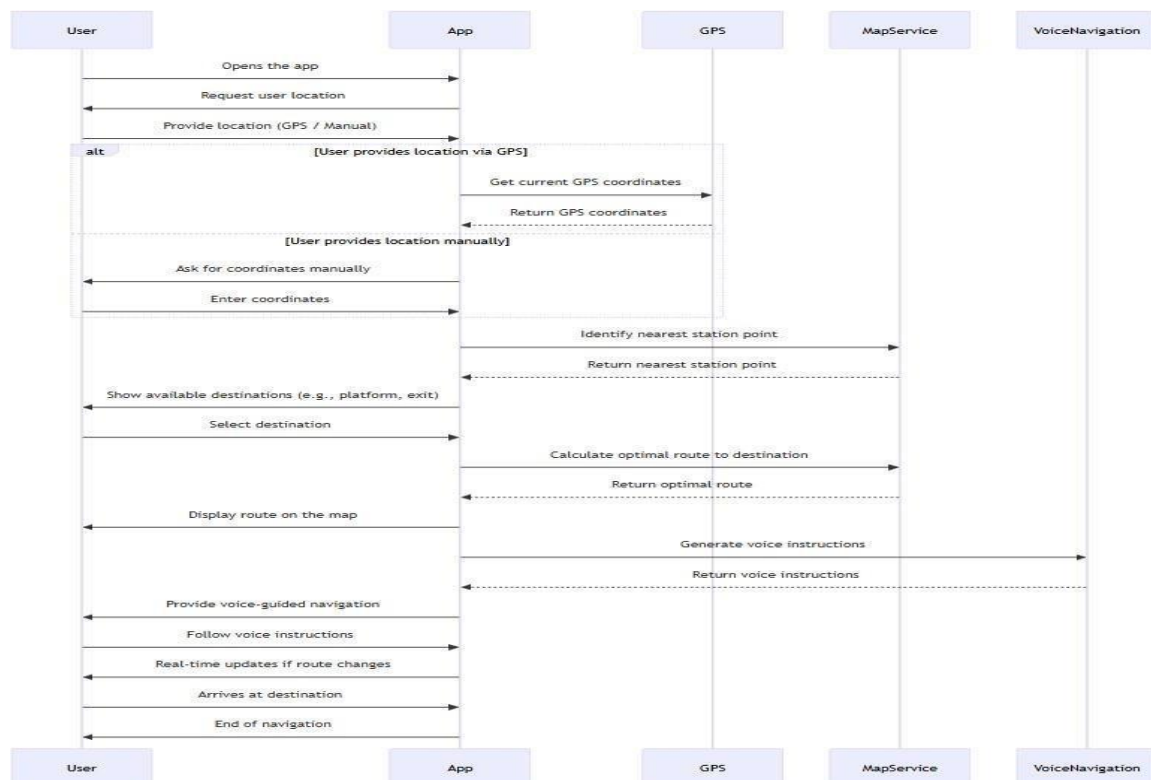 User App GPS MapService VoiceNavigation
Opens the app
Request user location
Provide location (GPS / Manual)
alt [User provides location via GPS]
Get current GPS coordinates
Return GPS coordinates
[User provides location manually]
Ask for coordinates manually
Enter coordinates
Identify nearest station point
Return nearest station point
Show available destinations (e.g., platform, exit)
Select destination
Calculate optimal route to destination
Return optimal route
Display route on the map
Generate voice instructions
Return voice instructions
Provide voice-guided navigation
Follow voice instructions
Real-time updates if route changes
Arrives at destination
End of navigation
User App GPS MapService VoiceNavigation